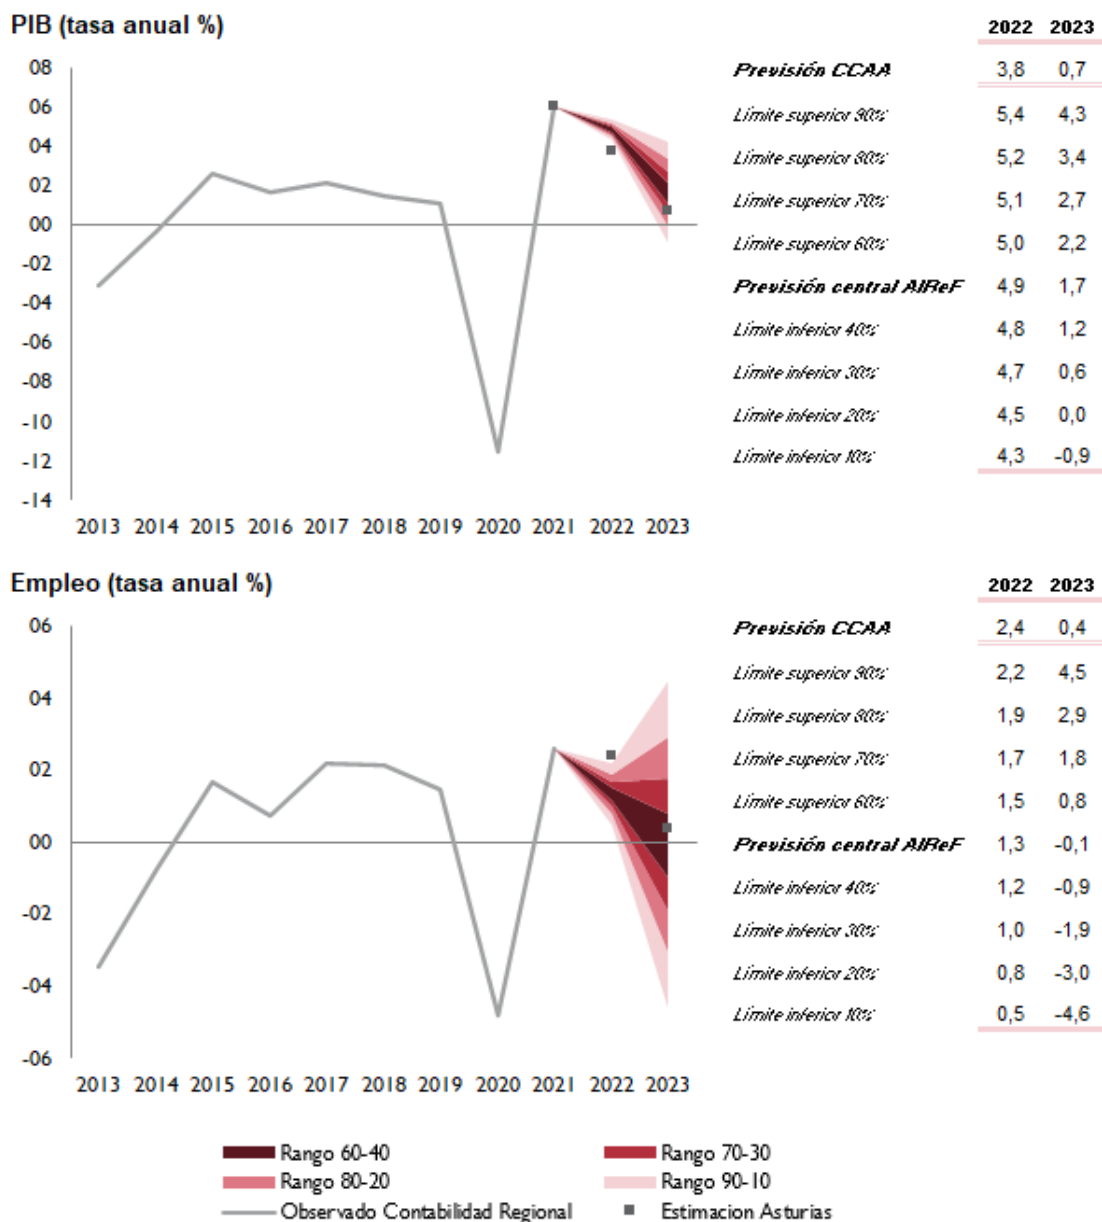 PIB (tasa anual %)
2022 2023
Previsión CCAA 3,8 0,7
Límite superior 90% 5,4 4,3
Límite superior 80% 5,2 3,4
Límite superior 70% 5,1 2,7
Límite superior 60% 5,0 2,2
Previsión central AIReF 4,9 1,7
Límite inferior 40% 4,8 1,2
Límite inferior 30% 4,7 0,6
Límite inferior 20% 4,5 0,0
Límite inferior 10% 4,3 -0,9
08
06
04
02
00
-02
-04
-06
-08
-10
-12
-14
2013 2014 2015 2016 2017 2018 2019 2020 2021 2022 2023
Empleo (tasa anual %)
2022 2023
Previsión CCAA 2,4 0,4
Límite superior 90% 2,2 4,5
Límite superior 80% 1,9 2,9
Límite superior 70% 1,7 1,8
Límite superior 60% 1,5 0,8
Previsión central AIReF 1,3 -0,1
Límite inferior 40% 1,2 -0,9
Límite inferior 30% 1,0 -1,9
Límite inferior 20% 0,8 -3,0
Límite inferior 10% 0,5 -4,6
06
04
02
00
-02
-04
-06
2013 2014 2015 2016 2017 2018 2019 2020 2021 2022 2023
Rango 60-40
Rango 70-30
Rango 80-20
Rango 90-10
Observado Contabilidad Regional
Estimacion Asturias